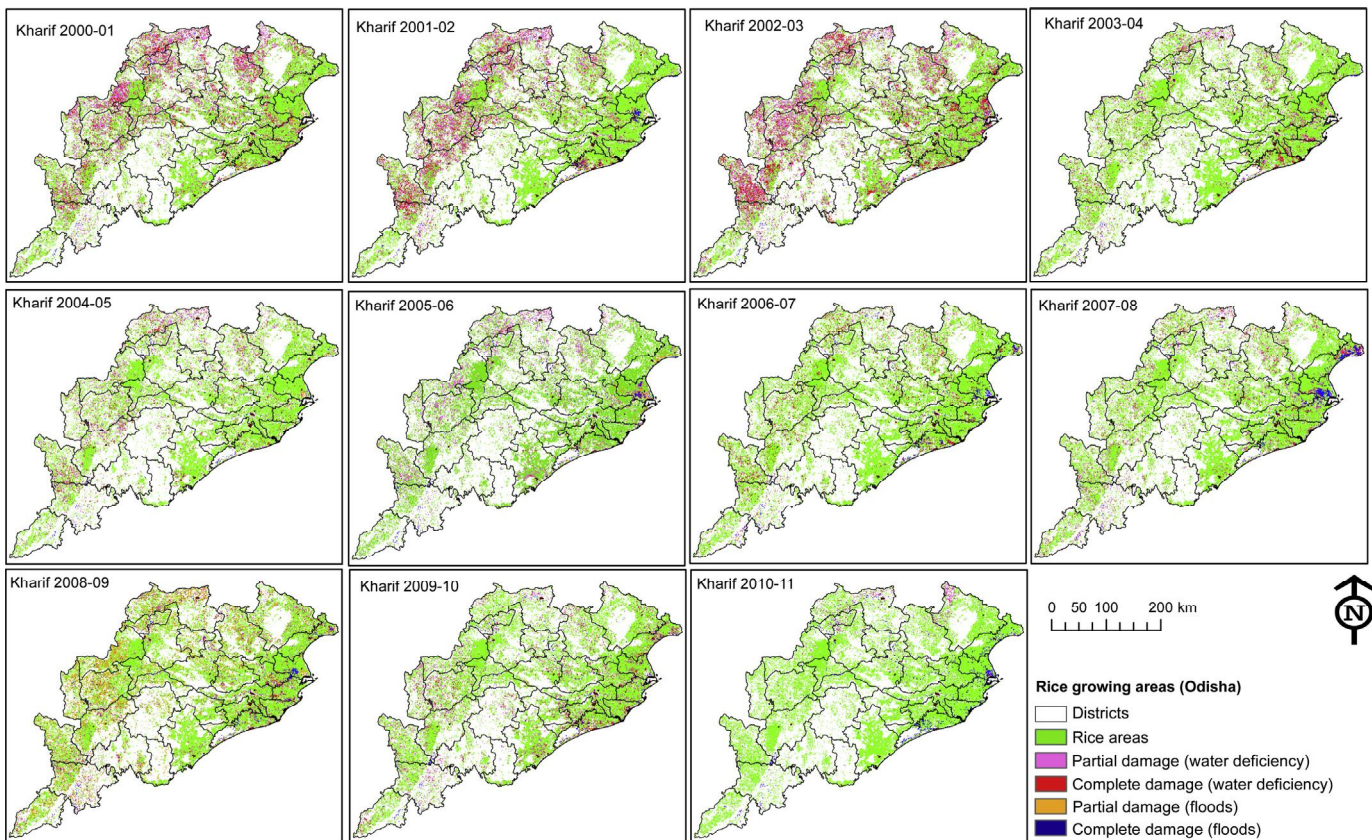 Kharif 2000-01
Kharif 2001-02
Kharif 2002-03
Kharif 2003-04
Kharif 2004-05
Kharif 2005-06
Kharif 2006-07
Kharif 2007-08
Kharif 2008-09
Kharif 2009-10
Kharif 2010-11
0 50 100 200 km
N
Rice growing areas (Odisha)
Districts
Rice areas
Partial damage (water deficiency)
Complete damage (water deficiency)
Partial damage (floods)
Complete damage (floods)